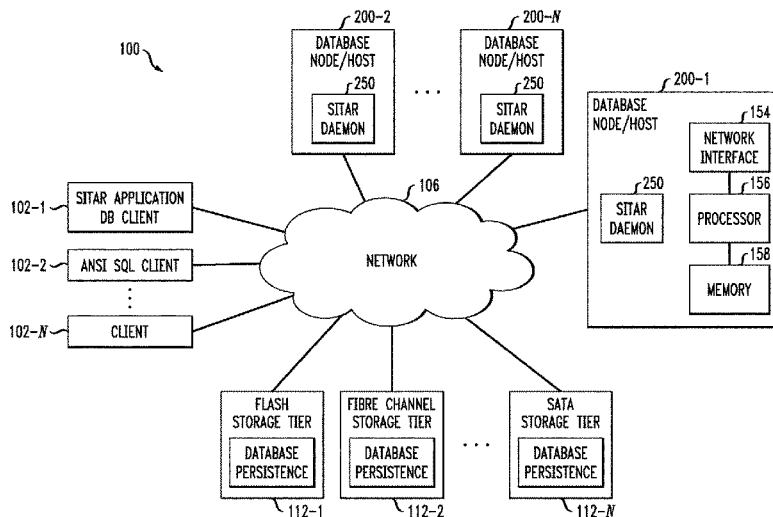 100
200-2
DATABASE
NODE/HOST
250
SITAR
DAEMON
. . .
200-N
DATABASE
NODE/HOST
250
SITAR
DAEMON
200-1
DATABASE
NODE/HOST
154
NETWORK
INTERFACE
250
SITAR
DAEMON
156
PROCESSOR
158
MEMORY
102-1
SITAR APPLICATION
DB CLIENT
102-2
ANSI SQL CLIENT
102-N
CLIENT
106
NETWORK
FLASH
STORAGE TIER
DATABASE
PERSISTENCE
112-1
FIBRE CHANNEL
STORAGE TIER
DATABASE
PERSISTENCE
112-2
. . .
SATA
STORAGE TIER
DATABASE
PERSISTENCE
112-N